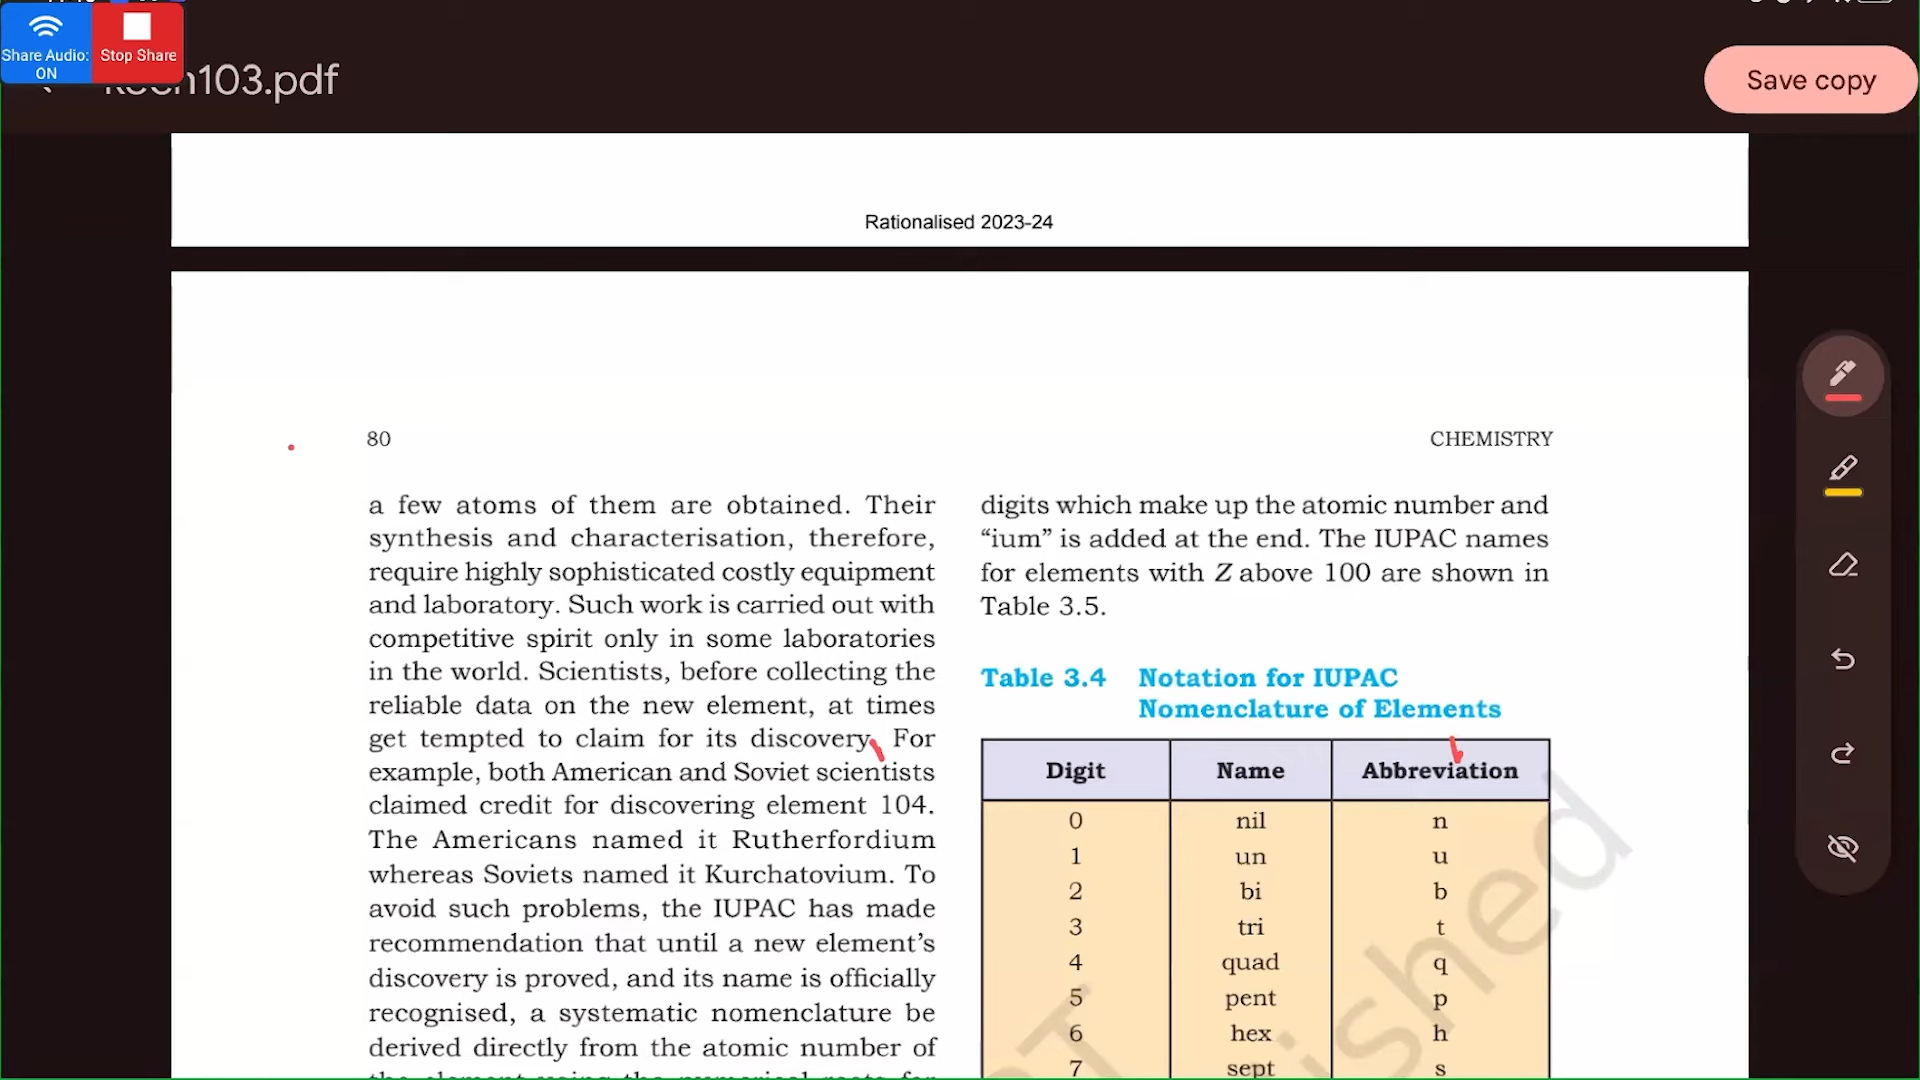 Share Audio: ON
Stop Share
103.pdf
Save copy
Rationalised 2023-24
80
CHEMISTRY
a few atoms of them are obtained. Their
synthesis and characterisation, therefore,
require highly sophisticated costly equipment
and laboratory. Such work is carried out with
competitive spirit only in some laboratories
in the world. Scientists, before collecting the
reliable data on the new element, at times
get tempted to claim for its discovery. For
example, both American and Soviet scientists
claimed credit for discovering element 104.
The Americans named it Rutherfordium
whereas Soviets named it Kurchatovium. To
avoid such problems, the IUPAC has made
recommendation that until a new element’s
discovery is proved, and its name is officially
recognised, a systematic nomenclature be
derived directly from the atomic number of
digits which make up the atomic number and
“ium” is added at the end. The IUPAC names
for elements with Z above 100 are shown in
Table 3.5.
Table 3.4 Notation for IUPAC
Nomenclature of Elements
Digit Name Abbreviation
0 nil n
1 un u
2 bi b
3 tri t
4 quad q
5 pent p
6 hex h
7 sept s
shed